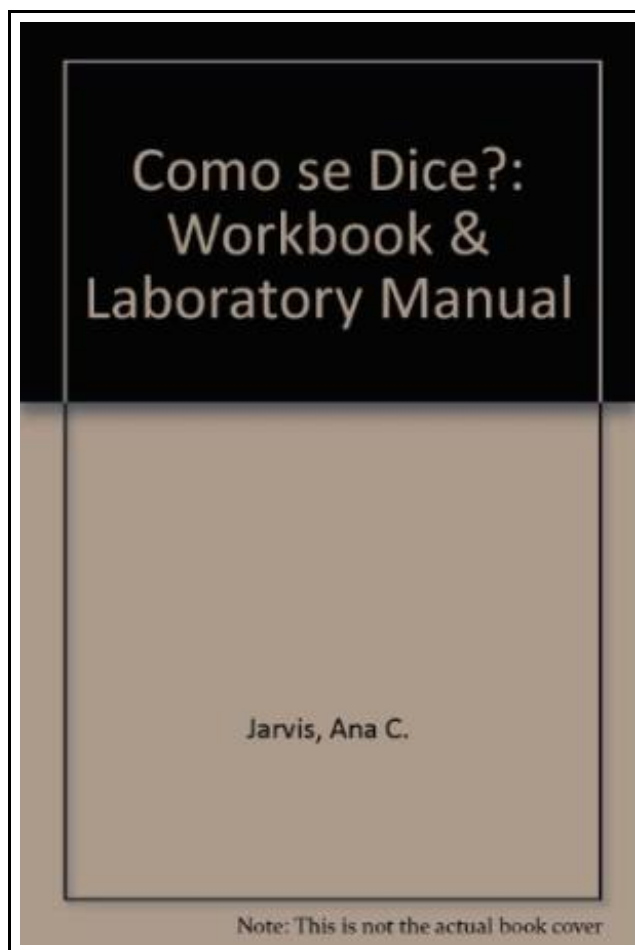 Como se Dice?:
Workbook &
Laboratory Manual
Jarvis, Ana C.
Note: This is not the actual book cover